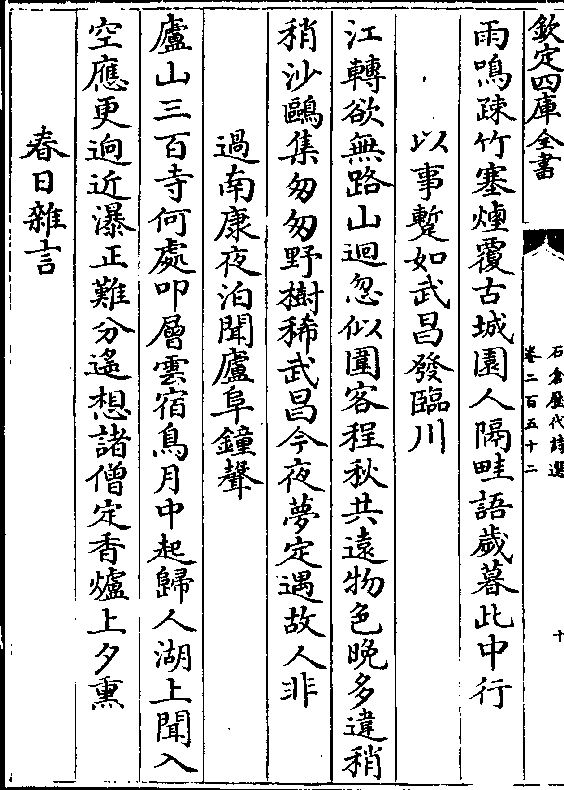 欽定四庫全書
石倉歷代詩選
卷二百五十二
十
雨鳴疎竹塞煙覆古城園人隔畦語歲暮此中行
以事蹔如武昌發臨川
江轉欲無路山迴忽似圍客程秋共遠物色晚多違稍
稍沙鷗集匆匆野樹稀武昌今夜夢定遇故人非
過南康夜泊聞廬阜鐘聲
廬山三百寺何處叩層雲宿鳥月中起歸人湖上聞入
空應更逈近瀑正難分遙想諸僧定香爐上夕熏
春日雜言